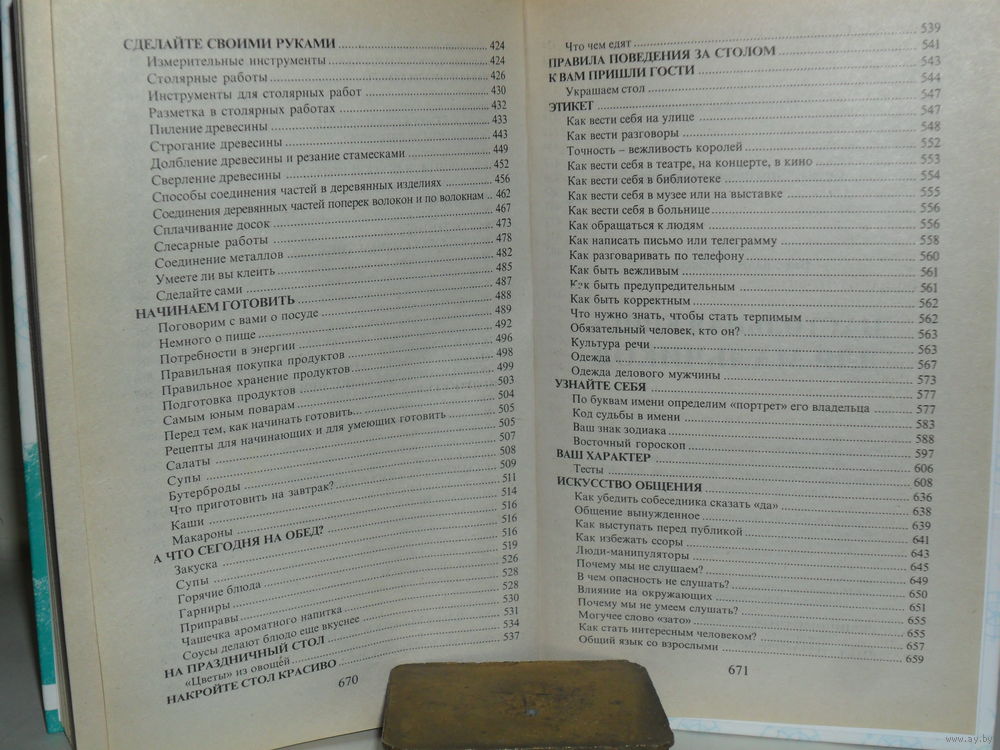 СДЕЛАЙТЕ СВОИМИ РУКАМИ 424
Измерительные инструменты 424
Столярные работы 426
Инструменты для столярных работ 430
Разметка в столярных работах 432
Пиление древесины 433
Строгание древесины 443
Долбление древесины и резание стамесками 449
Сверление древесины 452
Способы соединения частей в деревянных изделиях 456
Соединения деревянных частей поперек волокон и по волокнам 462
Сплачивание досок 467
Слесарные работы 473
Соединение металлов 478
Умеете ли вы клеить 482
Сделайте сами 485
НАЧИНАЕМ ГОТОВИТЬ 487
Поговорим с вами о посуде 488
Немного о пище 489
Потребности в энергии 492
Правильная покупка продуктов 496
Правильное хранение продуктов 498
Подготовка продуктов 499
Самым юным поварам 503
Перед тем, как начинать готовить... 504
Рецепты для начинающих и для умеющих готовить 505
Салаты 505
Супы 507
Бутерброды 508
Что приготовить на завтрак? 509
Каши 511
Макароны 514
А ЧТО СЕГОДНЯ НА ОБЕД? 516
Закуска 516
Супы 516
Горячие блюда 519
Гарниры 526
Приправы 528
Чашечка ароматного напитка 528
Соусы делают блюдо еще вкуснее 530
НА ПРАЗДНИЧНЫЙ СТОЛ 531
«Цветы» из овощей 534
НАКРОЙТЕ СТОЛ КРАСИВО 537
670
Что чем едят 539
ПРАВИЛА ПОВЕДЕНИЯ ЗА СТОЛОМ 541
К ВАМ ПРИШЛИ ГОСТИ 543
Украшаем стол 544
ЭТИКЕТ 547
Как вести себя на улице 547
Как вести разговоры 548
Точность – вежливость королей 552
Как вести себя в театре, на концерте, в кино 553
Как вести себя в библиотеке 554
Как вести себя в музее или на выставке 555
Как вести себя в больнице 556
Как обращаться к людям 556
Как написать письмо или телеграмму 558
Как разговаривать по телефону 560
Как быть вежливым 561
Как быть предупредительным 561
Как быть корректным 562
Что нужно знать, чтобы стать терпимым 562
Обязательный человек, кто он? 563
Культура речи 563
Одежда 567
Одежда делового мужчины 573
УЗНАЙТЕ СЕБЯ 577
По буквам имени определим «портрет» его владельца 577
Код судьбы в имени 583
Ваш знак зодиака 588
Восточный гороскоп 597
ВАШ ХАРАКТЕР 606
Тесты 608
ИСКУССТВО ОБЩЕНИЯ 636
Как убедить собеседника сказать «да» 638
Общение вынужденное 639
Как выступать перед публикой 641
Как избежать ссоры 643
Люди-манипуляторы 645
Почему мы не слушаем? 649
В чем опасность не слушать? 650
Влияние на окружающих 651
Почему мы не умеем слушать? 655
Могучее слово «зато» 655
Как стать интересным человеком? 657
Общий язык со взрослыми 659
671
www.ay.by